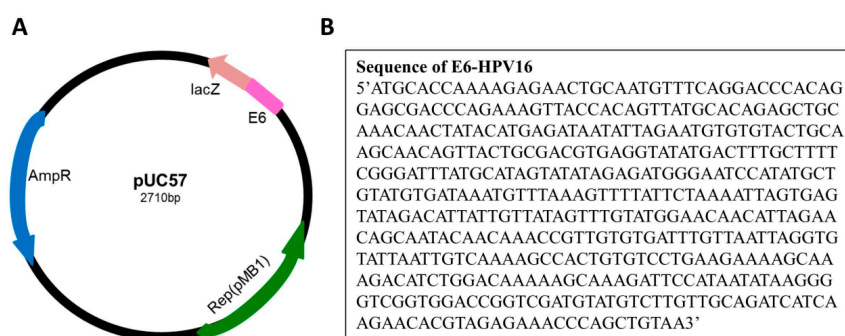 A
lacZ
E6
AmpR
pUC57
2710bp
Rep(pMB1)
B
Sequence of E6-HPV16
5’ATGCACCAAAAGAGAACTGCAATGTTTCAGGACCCACAG
GAGCGACCCAGAAAGTTACCACAGTTATGCACAGAGCTGC
AAACAACTATACATGAGATAATATTAGAATGTGTGTACTGCA
AGCAACAGTTACTGCGACGTGAGGTATATGACTTTGCTTTT
CGGGATTTATGCATAGTATATAGAGATGGGAATCCATATGCT
GTATGTGATAAATGTTTAAAGTTTTATTCTAAAATTAGTGAG
TATAGACATTATTGTTATAGTTTGTATGGAACAACATTAGAA
CAGCAATACAACAAACCGTTGTGTGATTTGTTAATTAGGTG
TATTAATTGTCAAAAGCCACTGTGTCCTGAAGAAAAGCAA
AGACATCTGGACAAAAAGCAAAGATTCCATAATATAAGGG
GTCGGTGGACCGGTCGATGTATGTCTTGTTGCAGATCATCA
AGAACACGTAGAGAAACCCAGCTGTAA3’